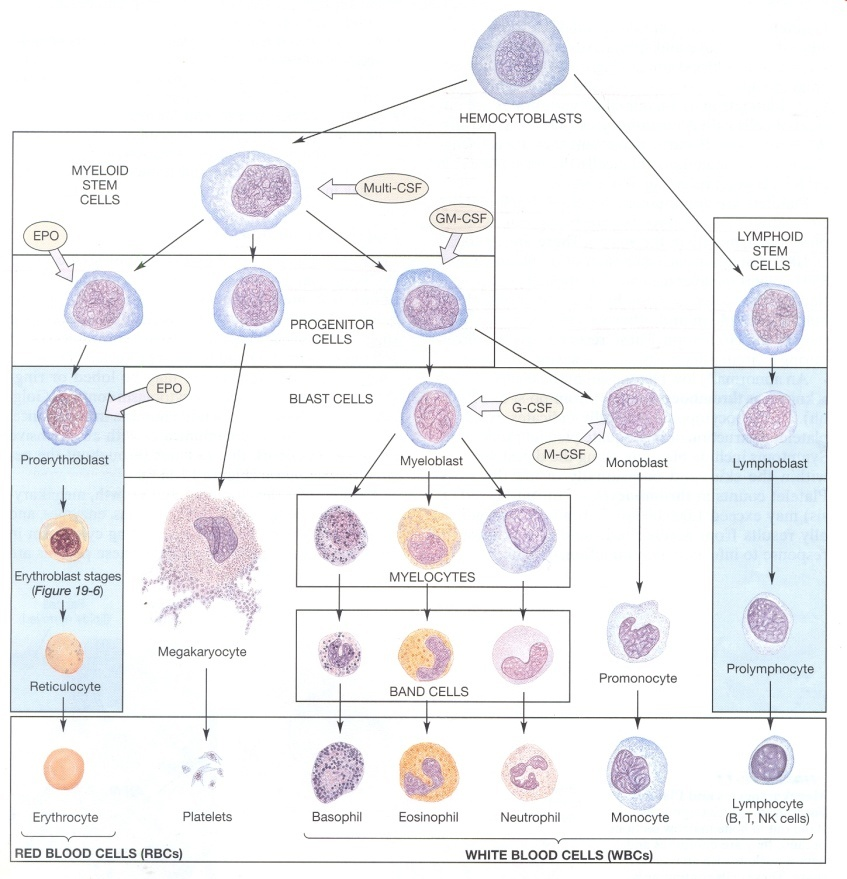 HEMOCYTOBLASTS
MYELOID
STEM
CELLS
Multi-CSF
GM-CSF
EPO
LYMPHOID
STEM
CELLS
PROGENITOR
CELLS
EPO
BLAST CELLS
G-CSF
M-CSF
Proerythroblast
Myeloblast
Monoblast
Lymphoblast
Erythroblast stages
(Figure 19-6)
MYELOCYTES
Megakaryocyte
Reticulocyte
BAND CELLS
Promonocyte
Prolymphocyte
Erythrocyte
Platelets
Basophil
Eosinophil
Neutrophil
Monocyte
Lymphocyte
(B, T, NK cells)
RED BLOOD CELLS (RBCs)
WHITE BLOOD CELLS (WBCs)